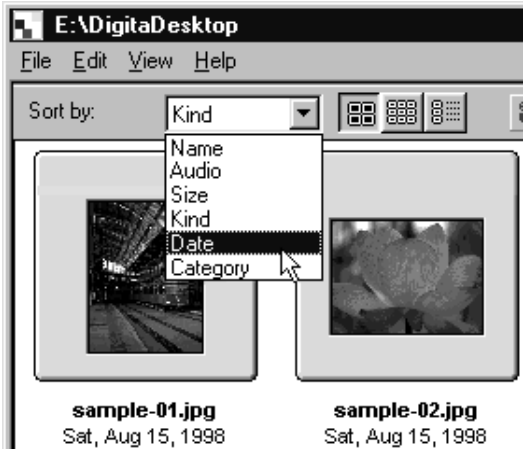 E:\DigitaDesktop
File Edit View Help
Sort by: Kind
Name
Audio
Size
Kind
Date
Category
sample-01.jpg sample-02.jpg
Sat, Aug 15, 1998 Sat, Aug 15, 1998